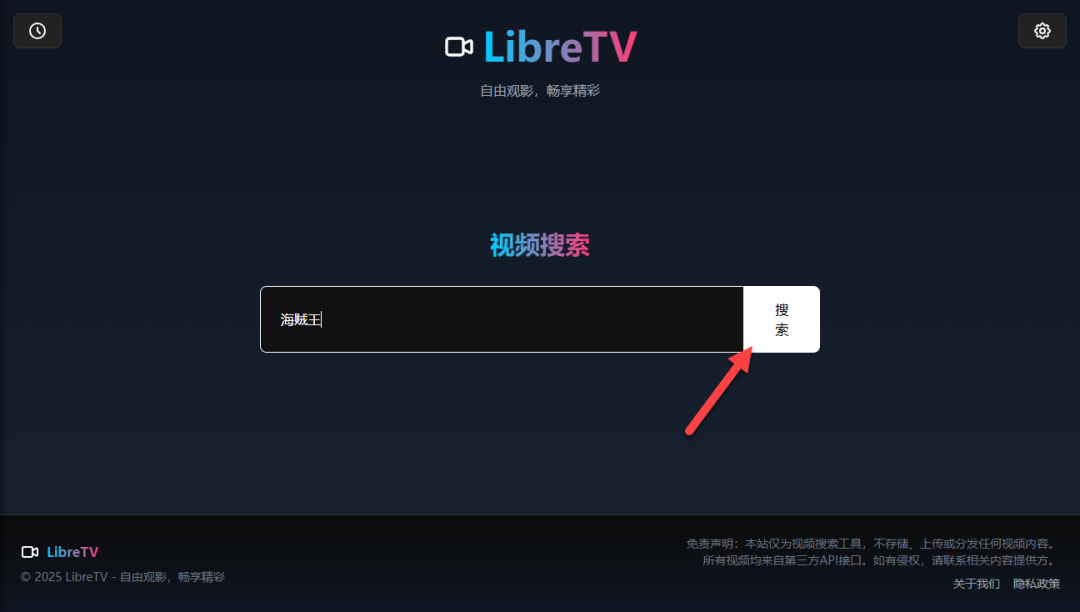 LibreTV
自由观影，畅享精彩
视频搜索
海贼王
搜
索
LibreTV
© 2025 LibreTV - 自由观影，畅享精彩
免责声明：本站仅为视频搜索工具，不存储、上传或分发任何视频内容。
所有视频均来自第三方API接口。如有侵权，请联系相关内容提供方。
关于我们 隐私政策